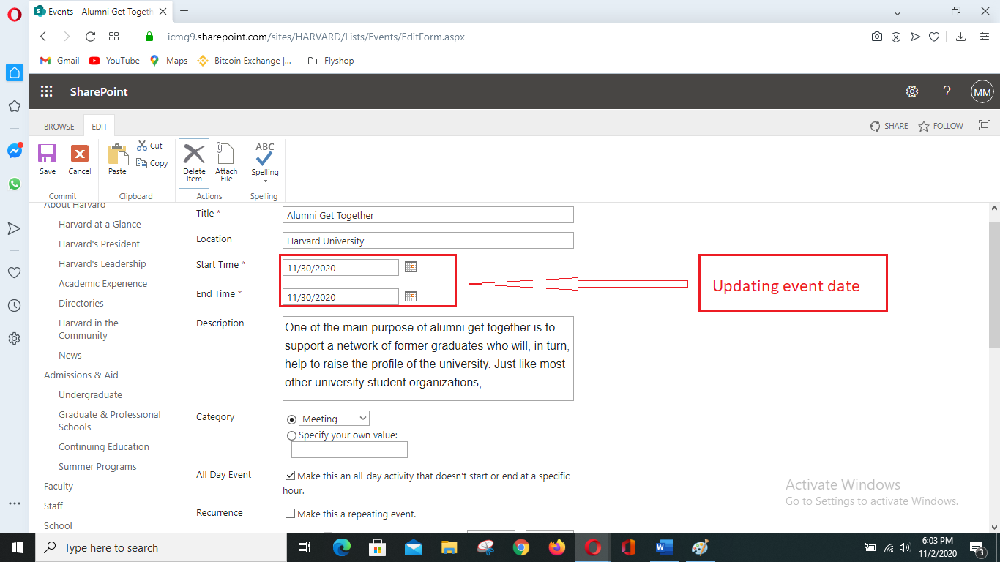 Events - Alumni Get Togeth
icmg9.sharepoint.com/sites/HARVARD/Lists/Events/EditForm.aspx
Gmail YouTube Maps Bitcoin Exchange |... Flyshop
SharePoint
MM
BROWSE EDIT
SHARE FOLLOW
Save Cancel Paste Cut Copy Delete Item Attach File ABC Spelling
Commit Clipboard Actions Spelling
About Harvard
Harvard at a Glance
Harvard's President
Harvard's Leadership
Academic Experience
Directories
Harvard in the
Community
News
Admissions & Aid
Undergraduate
Graduate & Professional
Schools
Continuing Education
Summer Programs
Faculty
Staff
School
Title * Alumni Get Together
Location Harvard University
Start Time * 11/30/2020
End Time * 11/30/2020
Updating event date
Description
One of the main purpose of alumni get together is to
support a network of former graduates who will, in turn,
help to raise the profile of the university. Just like most
other university student organizations,
Category Meeting
Specify your own value:
All Day Event Make this an all-day activity that doesn't start or end at a specific
hour.
Recurrence Make this a repeating event.
Activate Windows
Go to Settings to activate Windows.
Type here to search
6:03 PM
11/2/2020
3